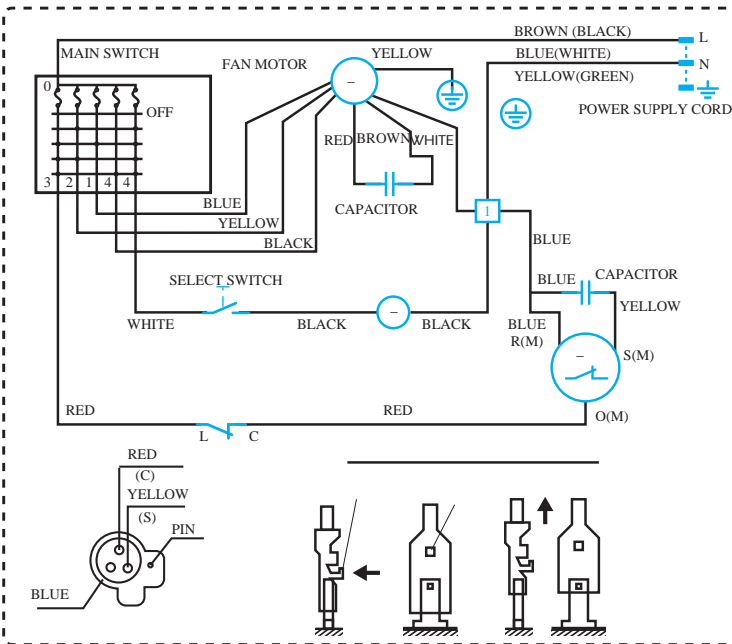 BROWN (BLACK)
L
MAIN SWITCH
YELLOW
BLUE(WHITE)
FAN MOTOR
N
YELLOW(GREEN)
0
OFF
POWER SUPPLY CORD
RED BROWN WHITE
3 2 1 4 4
BLUE
CAPACITOR
1
YELLOW
BLACK
BLUE
SELECT SWITCH
BLUE
CAPACITOR
YELLOW
WHITE
BLACK
BLACK
BLUE
R(M)
S(M)
RED
RED
O(M)
L C
RED
(C)
YELLOW
(S)
PIN
BLUE